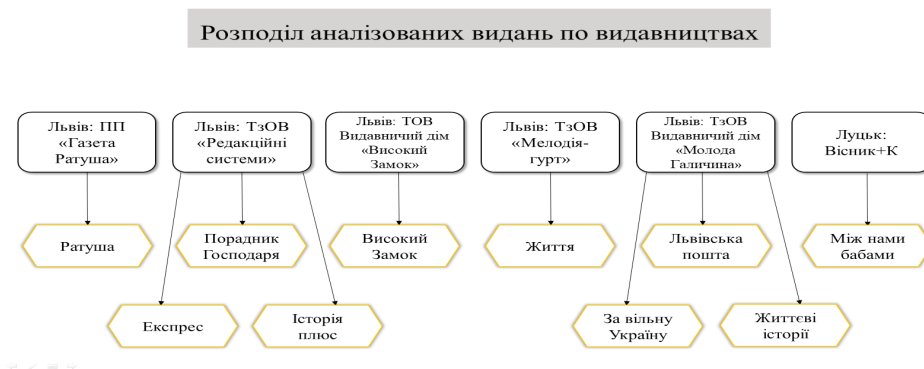 Розподіл аналізованих видань по видавництвах
Львів: ПП
«Газета
Ратуша»
Львів: ТзОВ
«Редакційні
системи»
Львів: ТОВ
Видавничий дім
«Високий
Замок»
Львів: ТзОВ
«Мелодія-
гурт»
Львів: ТзОВ
Видавничий дім
«Молода
Галичина»
Луцьк:
Вісник+К
Ратуша
Порадник
Господаря
Високий
Замок
Життя
Львівська
пошта
Між нами
бабами
Експрес
Історія
плюс
За вільну
Україну
Життєві
історії